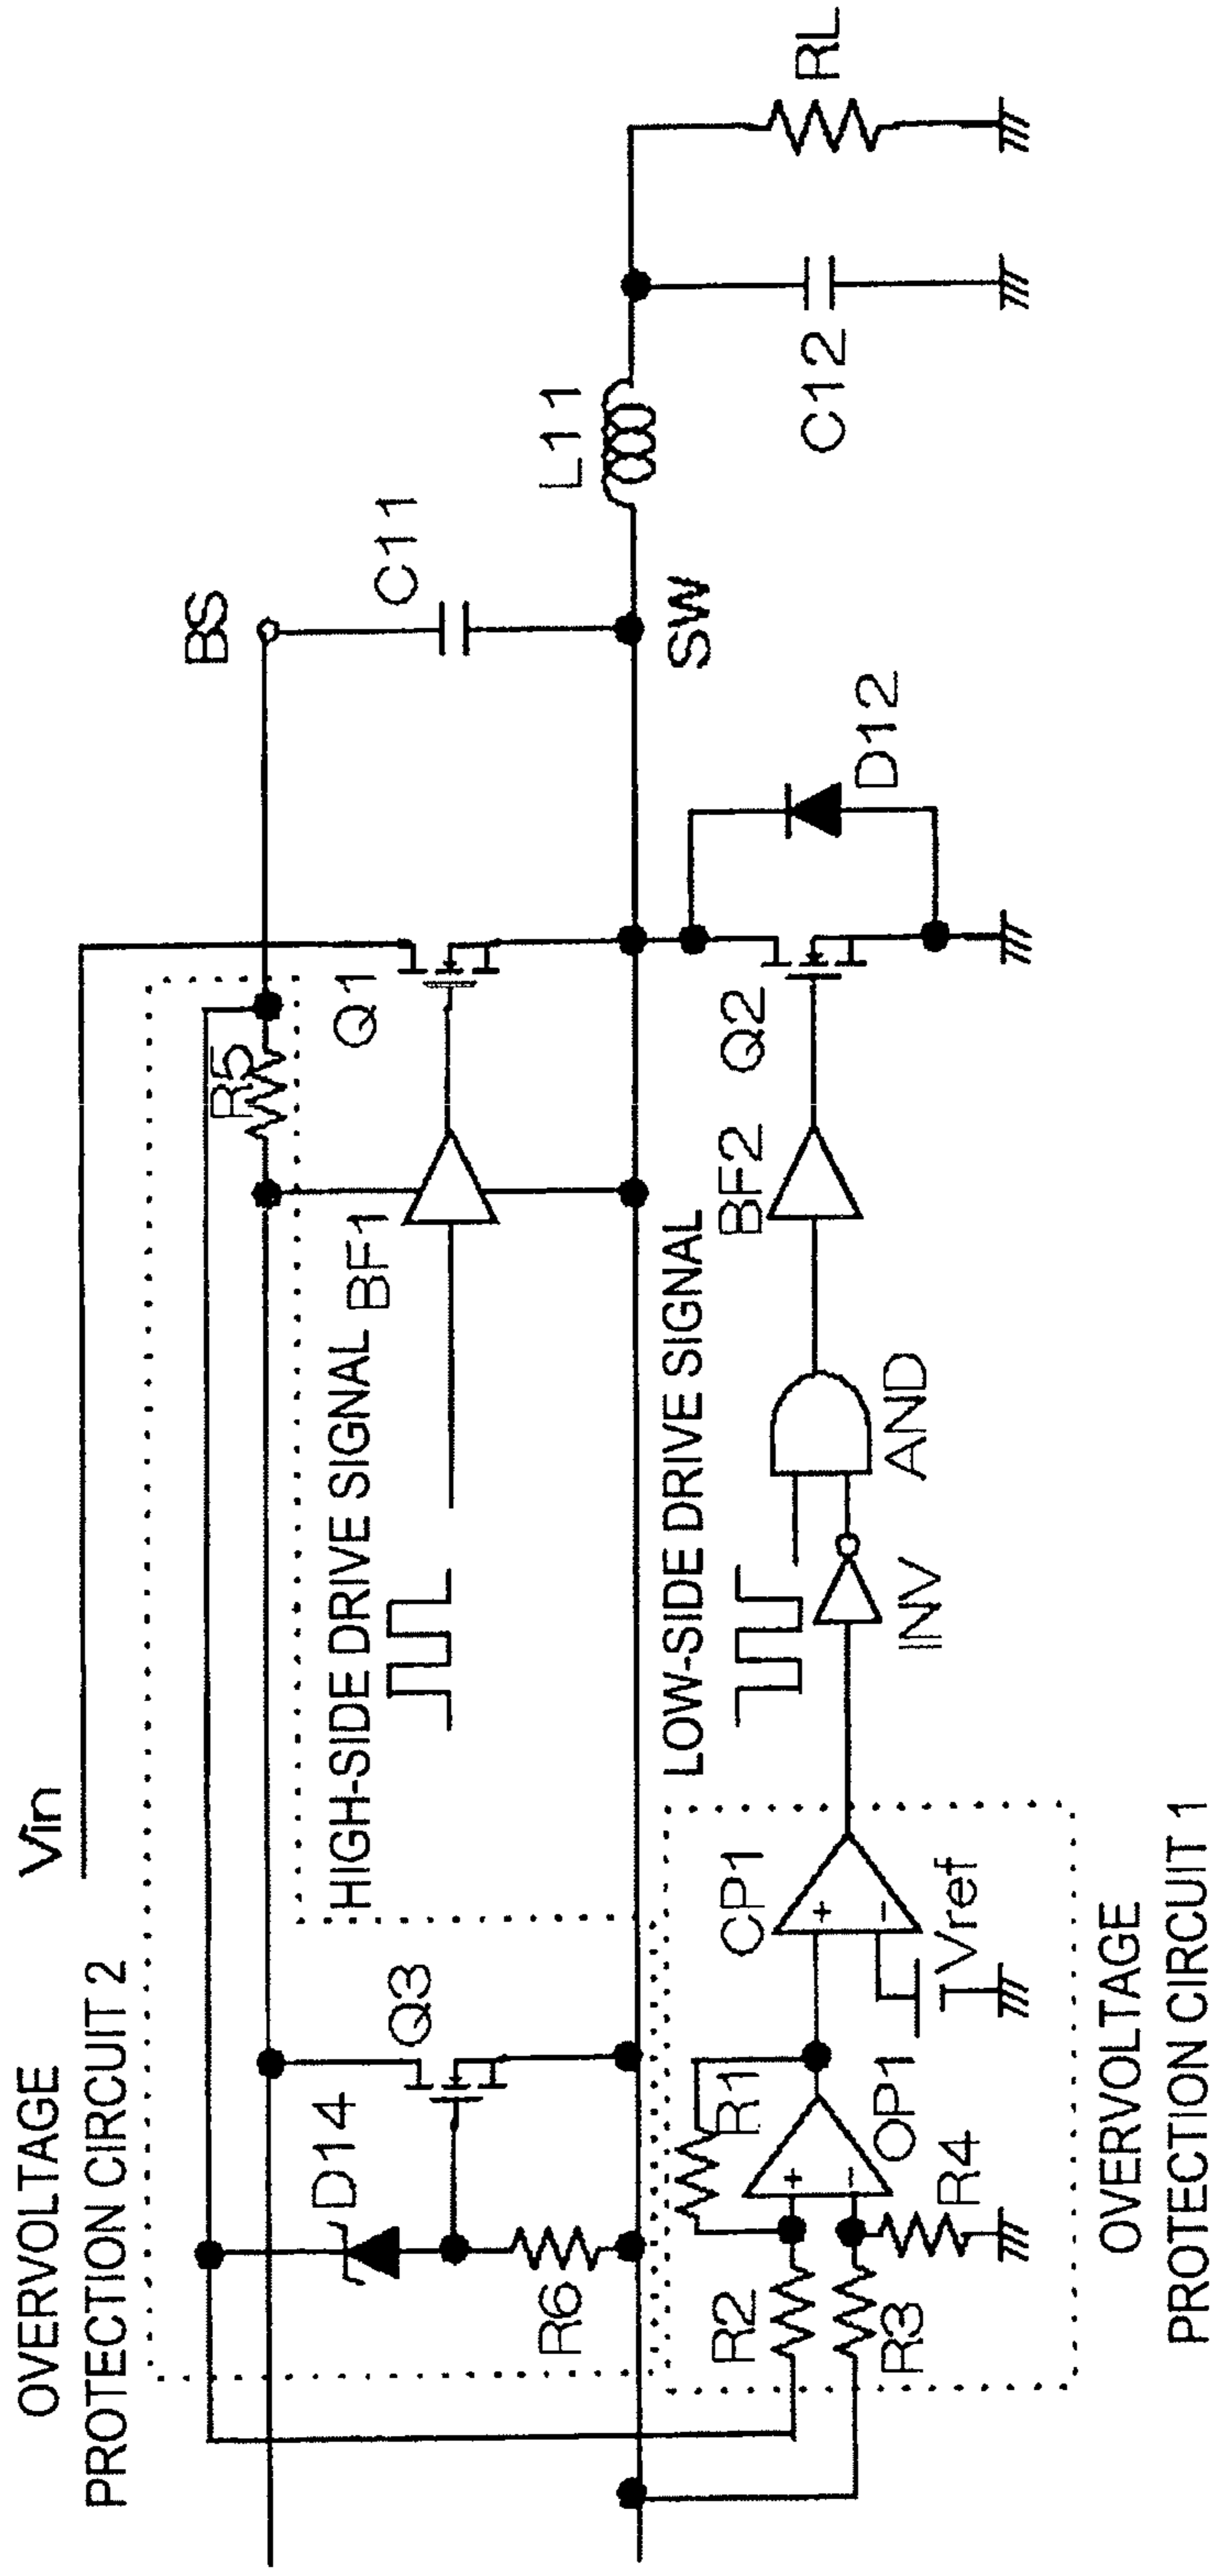 OVERVOLTAGE
PROTECTION CIRCUIT 2
Vin
BS
R5
C11
Q1
L11
RL
D14
Q3
HIGH-SIDE DRIVE SIGNAL
BF1
SW
C12
R6
LOW-SIDE DRIVE SIGNAL
BF2
Q2
D12
R2
R1
CP1
+
+
R3
−
OP1
−
Vref
INV
AND
R4
OVERVOLTAGE
PROTECTION CIRCUIT 1